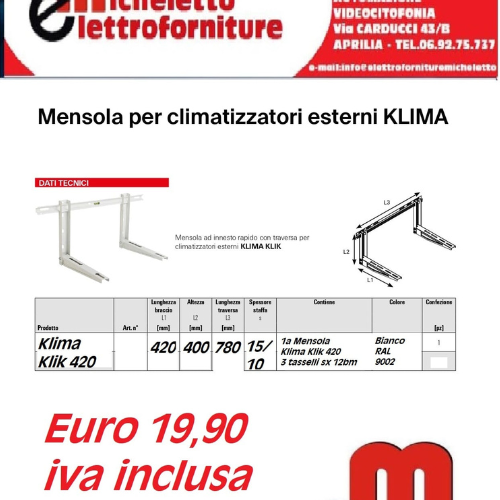 micheletto
elettroforniture
AUTOMAZIONE
VIDEOCITOFONIA
Via CARDUCCI 43/B
APRILIA - TEL.06.92.75.737
e-mail:info@elettrofornituremicheletto
Mensola per climatizzatori esterni KLIMA
DATI TECNICI
Mensola ad innesto rapido con traversa per
climatizzatori esterni KLIMA KLIK
L3
L2
L1
Lunghezza Altezza Lunghezza Spessore Contiene Colore Confezione
braccio traversa staffa
L1 L2 L3 s
Prodotto Art. n° [mm] [mm] [mm] [pz]
Klima 420 400 780 15/ 1a Mensola Bianco 1
Klik 420 10 Klima Klik 420 RAL
3 tasselli sx 12bm 9002
Euro 19,90
iva inclusa
m